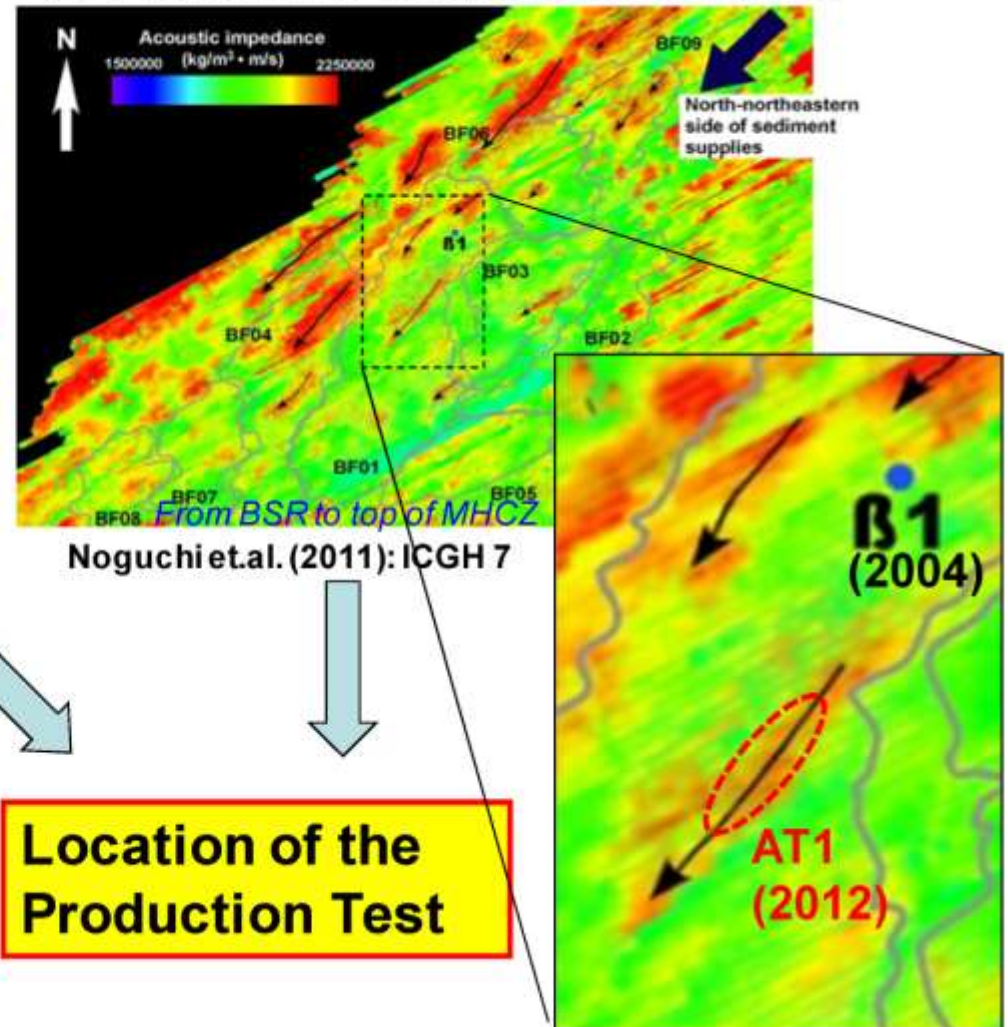 N
Acoustic impedance
(kg/m³・m/s)
1500000
2250000
BF09
North-northeastern
side of sediment
supplies
BF06
ß1
BF03
BF04
BF02
BF01
BF07
BF05
BF08
From BSR to top of MHCZ
Noguchi et.al. (2011): ICGH 7
ß1
(2004)
AT1
(2012)
Location of the
Production Test